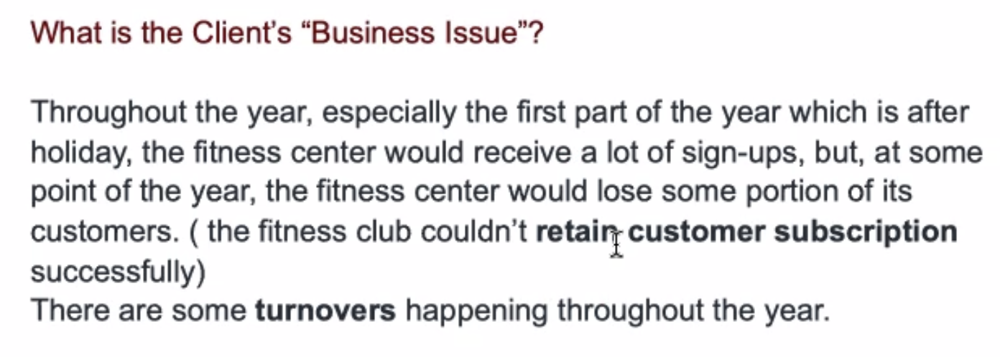 What is the Client’s “Business Issue”?
Throughout the year, especially the first part of the year which is after
holiday, the fitness center would receive a lot of sign-ups, but, at some
point of the year, the fitness center would lose some portion of its
customers. ( the fitness club couldn’t retain customer subscription
successfully)
There are some turnovers happening throughout the year.